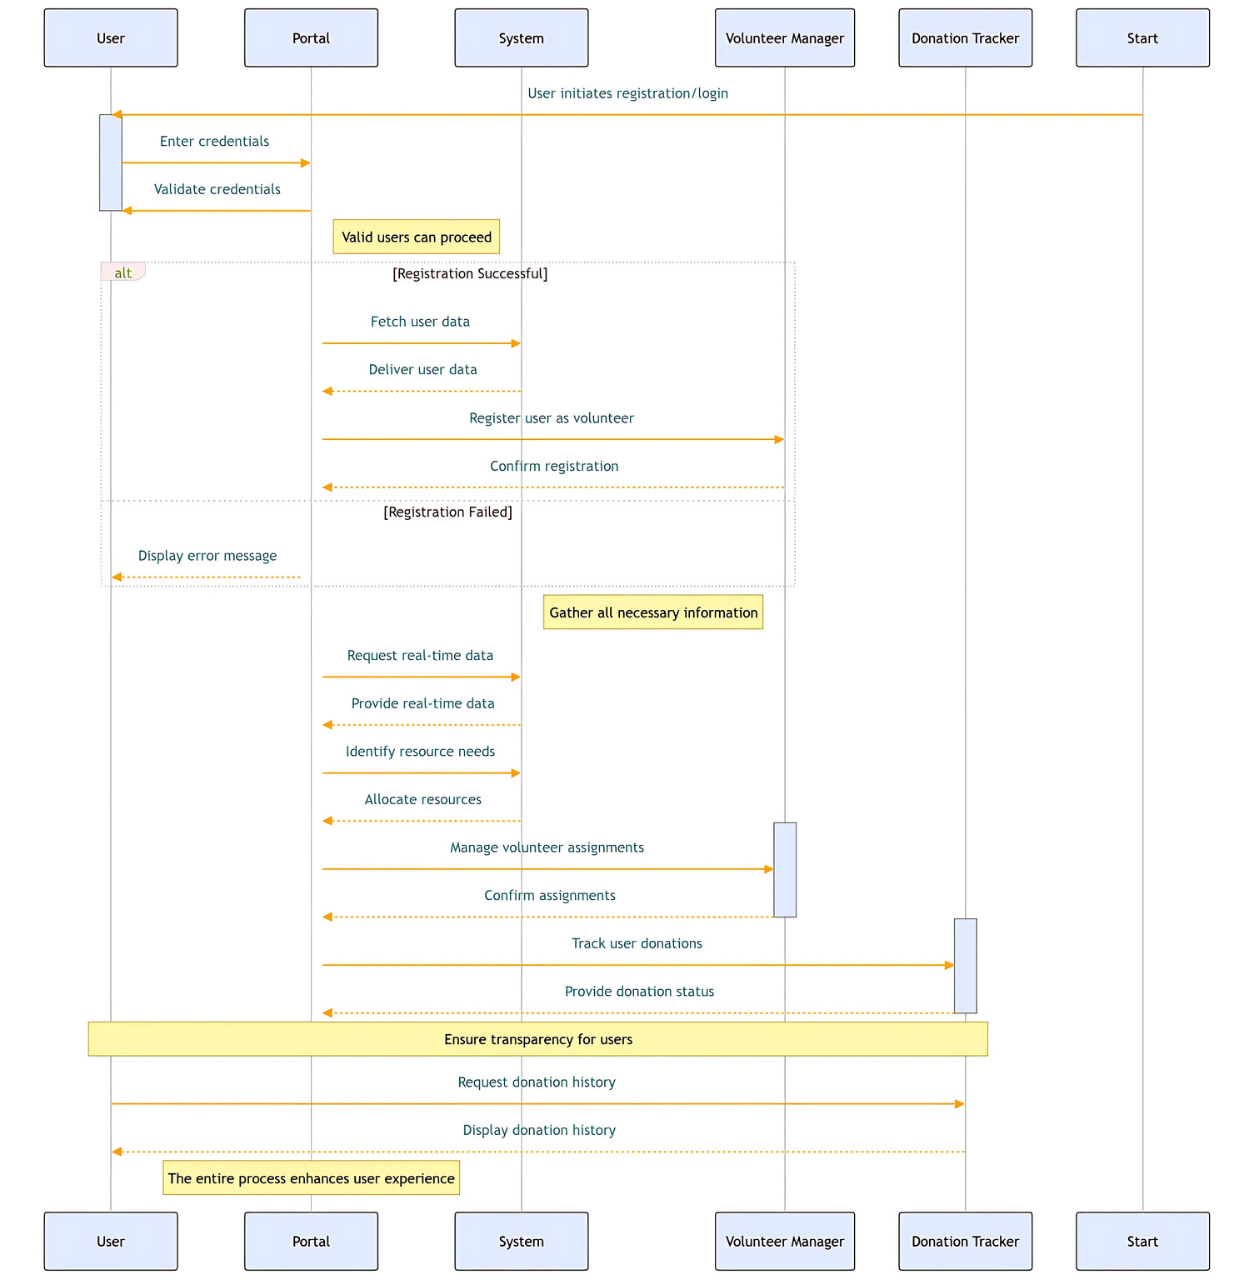 User
Portal
System
Volunteer Manager
Donation Tracker
Start
User initiates registration/login
Enter credentials
Validate credentials
Valid users can proceed
alt
[Registration Successful]
Fetch user data
Deliver user data
Register user as volunteer
Confirm registration
[Registration Failed]
Display error message
Gather all necessary information
Request real-time data
Provide real-time data
Identify resource needs
Allocate resources
Manage volunteer assignments
Confirm assignments
Track user donations
Provide donation status
Ensure transparency for users
Request donation history
Display donation history
The entire process enhances user experience
User
Portal
System
Volunteer Manager
Donation Tracker
Start